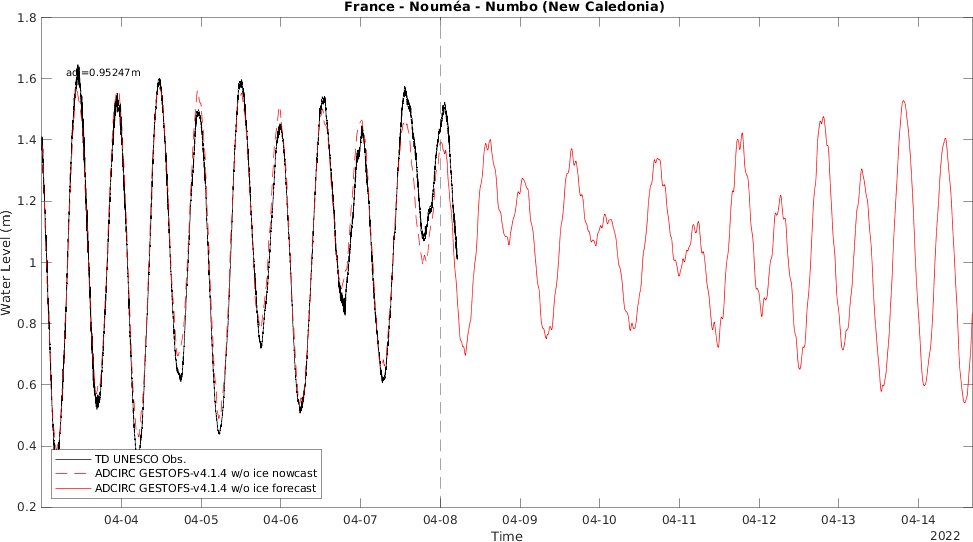 France - Nouméa - Numbo (New Caledonia)
1.8
1.6
1.4
1.2
1
0.8
0.6
0.4
0.2
Water Level (m)
=0.95247m
TD UNESCO Obs.
ADCIRC GESTOFS-v4.1.4 w/o ice nowcast
ADCIRC GESTOFS-v4.1.4 w/o ice forecast
04-04 04-05 04-06 04-07 04-08 04-09 04-10 04-11 04-12 04-13 04-14
2022
Time